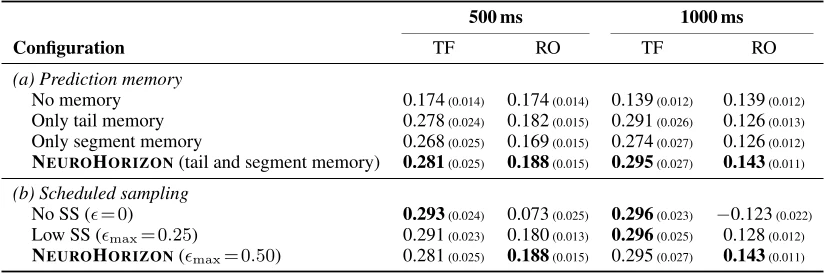 500 ms 1000 ms
Configuration TF RO TF RO
(a) Prediction memory
No memory 0.174 (0.014) 0.174 (0.014) 0.139 (0.012) 0.139 (0.012)
Only tail memory 0.278 (0.024) 0.182 (0.015) 0.291 (0.026) 0.126 (0.013)
Only segment memory 0.268 (0.025) 0.169 (0.015) 0.274 (0.027) 0.126 (0.012)
NEUROHORIZON (tail and segment memory) 0.281 (0.025) 0.188 (0.015) 0.295 (0.027) 0.143 (0.011)
(b) Scheduled sampling
No SS (ϵ=0) 0.293 (0.024) 0.073 (0.025) 0.296 (0.023) −0.123 (0.022)
Low SS (ϵmax=0.25) 0.291 (0.023) 0.180 (0.013) 0.296 (0.025) 0.128 (0.012)
NEUROHORIZON (ϵmax=0.50) 0.281 (0.025) 0.188 (0.015) 0.295 (0.027) 0.143 (0.011)